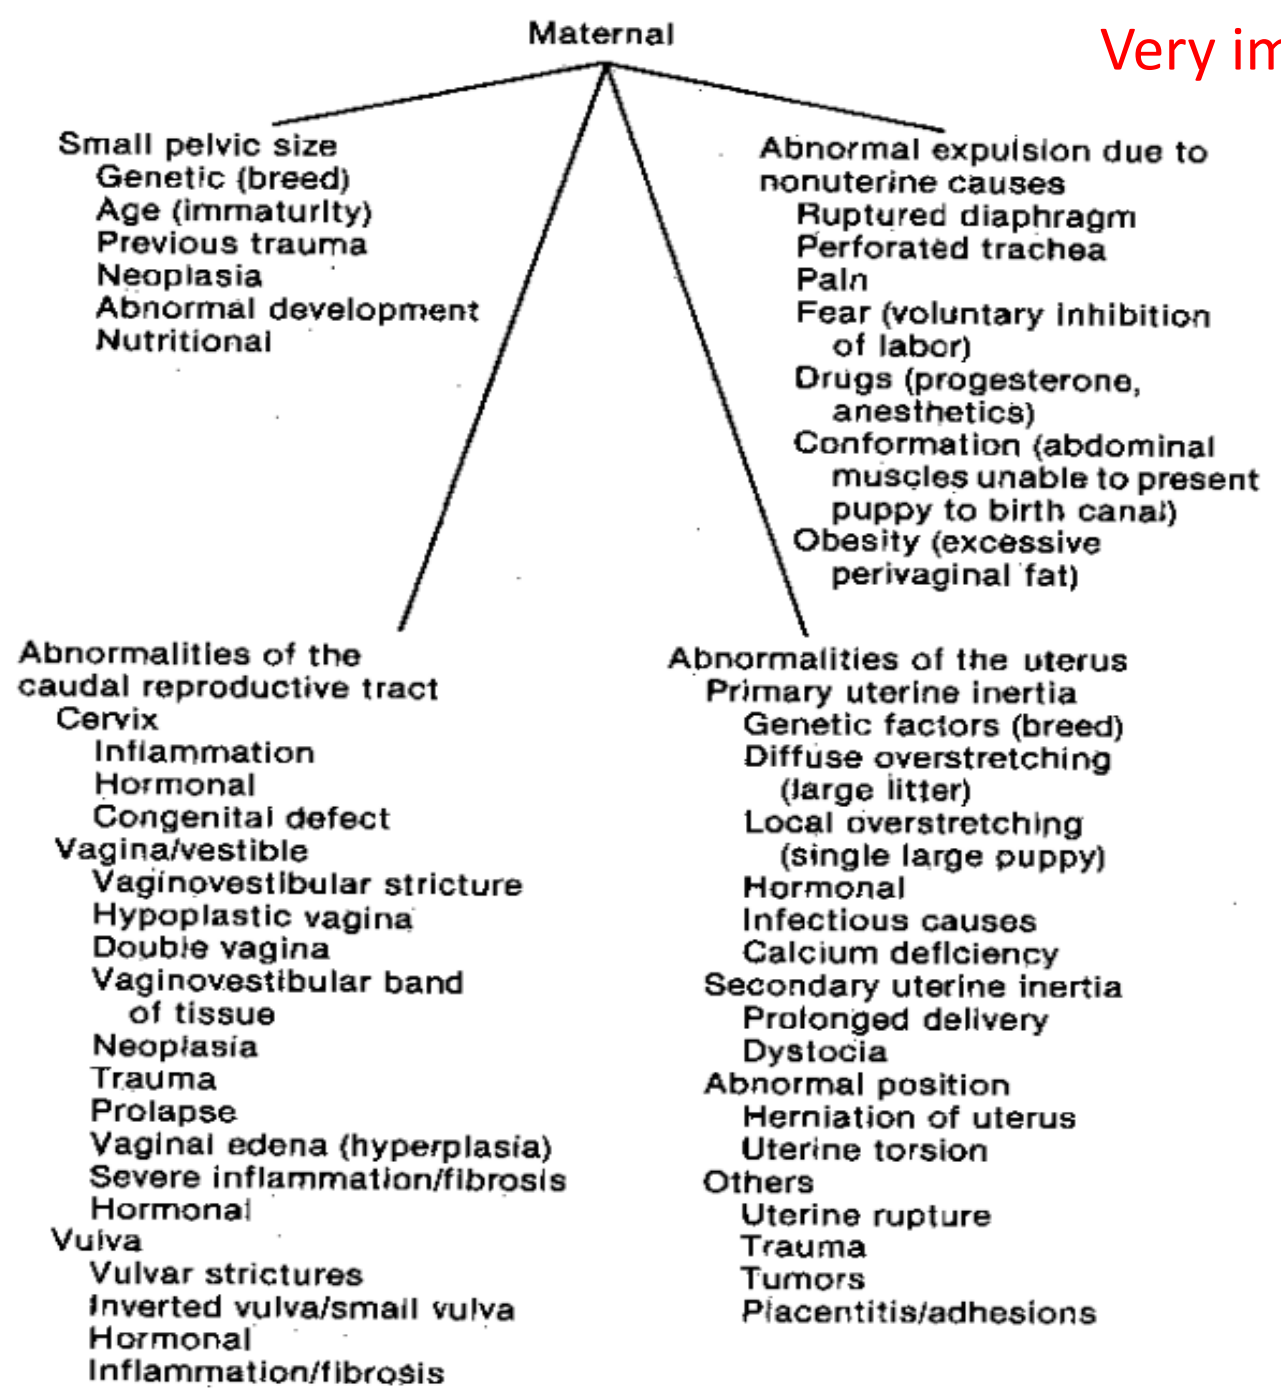 Maternal
Very im
Small pelvic size
Genetic (breed)
Age (immaturity)
Previous trauma
Neoplasia
Abnormal development
Nutritional
Abnormal expulsion due to
nonuterine causes
Ruptured diaphragm
Perforated trachea
Pain
Fear (voluntary inhibition
of labor)
Drugs (progesterone,
anesthetics)
Conformation (abdominal
muscles unable to present
puppy to birth canal)
Obesity (excessive
perivaginal fat)
Abnormalities of the
caudal reproductive tract
Cervix
Inflammation
Hormonal
Congenital defect
Vagina/vestible
Vaginovestibular stricture
Hypoplastic vagina
Double vagina
Vaginovestibular band
of tissue
Neoplasia
Trauma
Prolapse
Vaginal edena (hyperplasia)
Severe inflammation/fibrosis
Hormonal
Vulva
Vulvar strictures
Inverted vulva/small vulva
Hormonal
Inflammation/fibrosis
Abnormalities of the uterus
Primary uterine inertia
Genetic factors (breed)
Diffuse overstretching
(large litter)
Local overstretching
(single large puppy)
Hormonal
Infectious causes
Calcium deficiency
Secondary uterine inertia
Prolonged delivery
Dystocia
Abnormal position
Herniation of uterus
Uterine torsion
Others
Uterine rupture
Trauma
Tumors
Placentitis/adhesions